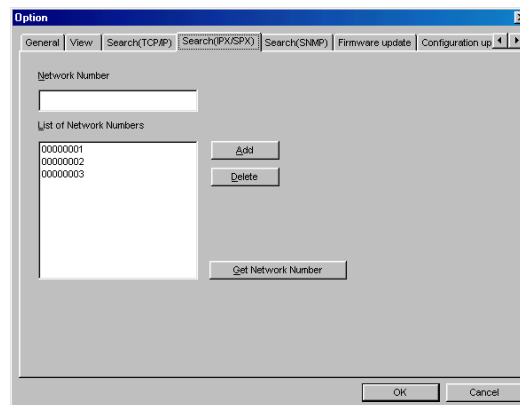 Option
General View Search(TCP/IP) Search(IPX/SPX) Search(SNMP) Firmware update Configuration up
Network Number
List of Network Numbers
00000001
00000002
00000003
Add
Delete
Get Network Number
OK Cancel